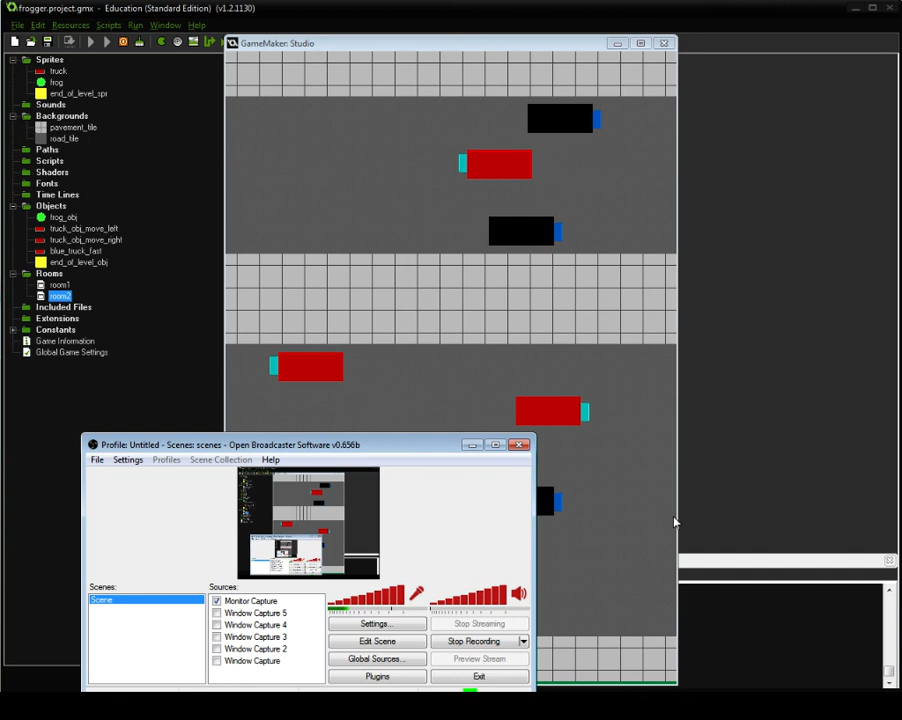 frogger.project.gmx - Education (Standard Edition) (v1.2.1130)
File Edit Resources Scripts Run Window Help
GameMaker: Studio
Sprites
truck
frog
end_of_level_spr
Sounds
Backgrounds
pavement_tile
road_tile
Paths
Scripts
Shaders
Fonts
Time Lines
Objects
frog_obj
truck_obj_move_left
truck_obj_move_right
blue_truck_fast
end_of_level_obj
Rooms
room1
room2
Included Files
Extensions
Constants
Game Information
Global Game Settings
Profile: Untitled - Scenes: scenes - Open Broadcaster Software v0.656b
File Settings Profiles Scene Collection Help
Scenes:
Scene
Sources:
Monitor Capture
Window Capture 5
Window Capture 4
Window Capture 3
Window Capture 2
Window Capture
Settings... Stop Streaming
Edit Scene Stop Recording
Global Sources... Preview Stream
Plugins Exit